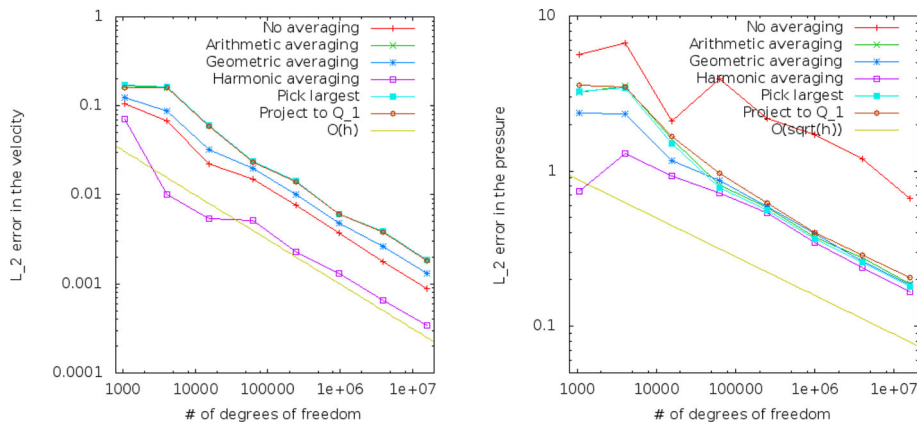 1
0.1
0.01
0.001
0.0001
L_2 error in the velocity
No averaging
Arithmetic averaging
Geometric averaging
Harmonic averaging
Pick largest
Project to Q_1
O(h)
1000
10000
100000
1e+06
1e+07
# of degrees of freedom
10
1
0.1
L_2 error in the pressure
No averaging
Arithmetic averaging
Geometric averaging
Harmonic averaging
Pick largest
Project to Q_1
O(sqrt(h))
1000
10000
100000
1e+06
1e+07
# of degrees of freedom